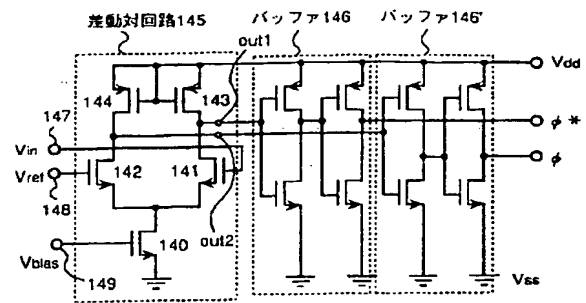 差動対回路145
バッファ146
バッファ146'
out1
Vdd
144
143
147
φ*
Vin
142
141
φ
Vref
148
out2
140
Vbias
149
Vss